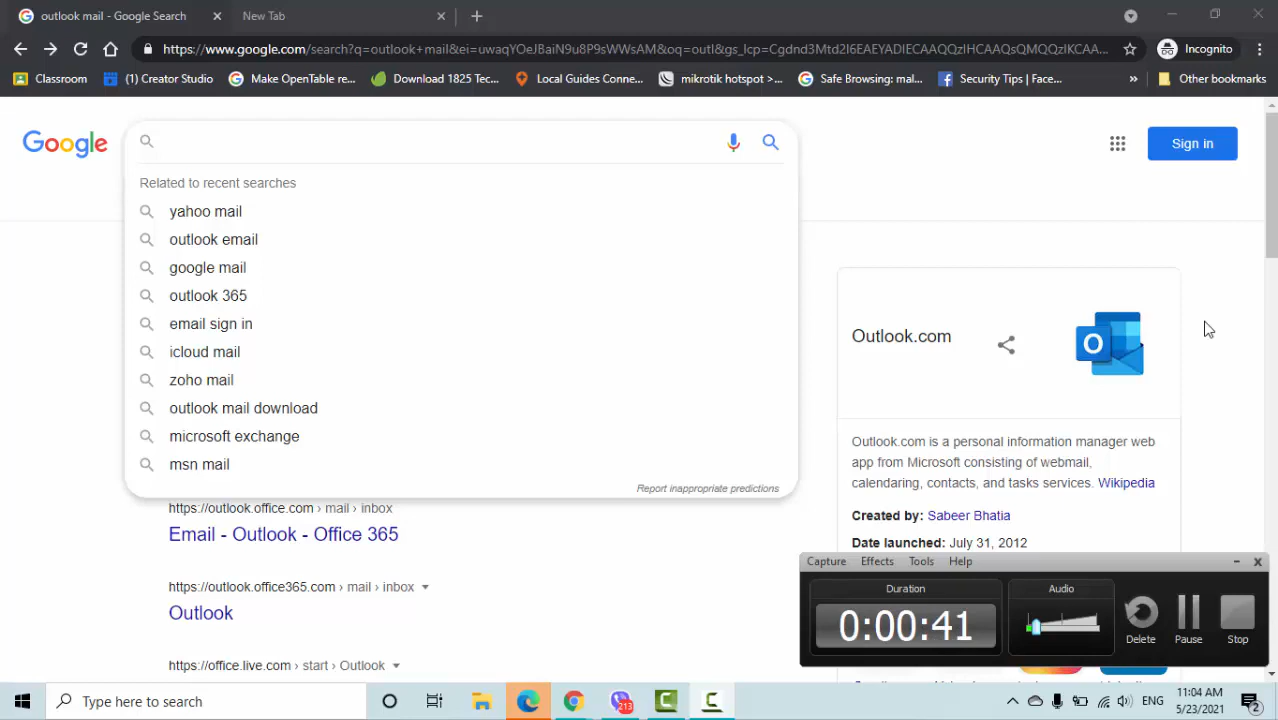 outlook mail - Google Search
New Tab
https://www.google.com/search?q=outlook+mail&ei=uwaqYOeJBaiN9u8P9sWWsAM&oq=outl&gs_lcp=Cgdnd3Mtd2l6EAEYADIECAAQQzIHCAAQsQMQQzIKCAA...
Incognito
Classroom
(1) Creator Studio
Make OpenTable re...
Download 1825 Tec...
Local Guides Conne...
mikrotik hotspot >...
Safe Browsing: mal...
Security Tips | Face...
»
Other bookmarks
Google
Sign in
Related to recent searches
yahoo mail
outlook email
google mail
outlook 365
email sign in
icloud mail
zoho mail
outlook mail download
microsoft exchange
msn mail
Report inappropriate predictions
https://outlook.office.com › mail › inbox
Email - Outlook - Office 365
https://outlook.office365.com › mail › inbox
Outlook
https://office.live.com › start › Outlook
Outlook.com
Outlook.com is a personal information manager web
app from Microsoft consisting of webmail,
calendaring, contacts, and tasks services. Wikipedia
Created by: Sabeer Bhatia
Date launched: July 31, 2012
Capture Effects Tools Help
Duration
0:00:41
Audio
Delete
Pause
Stop
Type here to search
213
ENG
11:04 AM
5/23/2021
2